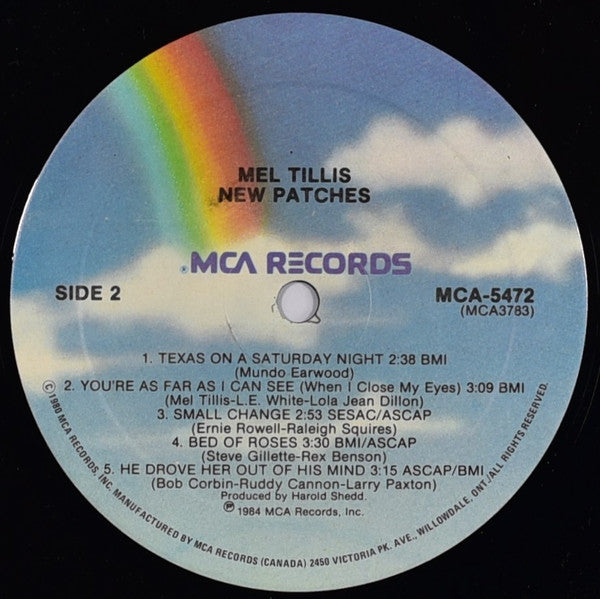 MEL TILLIS
NEW PATCHES
® MCA RECORDS
SIDE 2
MCA-5472
(MCA3783)
1. TEXAS ON A SATURDAY NIGHT 2:38 BMI
(Mundo Earwood)
2. YOU'RE AS FAR AS I CAN SEE (When I Close My Eyes) 3:09 BMI
(Mel Tillis-L.E. White-Lola Jean Dillon)
3. SMALL CHANGE 2:53 SESAC/ASCAP
(Ernie Rowell-Raleigh Squires)
4. BED OF ROSES 3:30 BMI/ASCAP
(Steve Gillette-Rex Benson)
5. HE DROVE HER OUT OF HIS MIND 3:15 ASCAP/BMI
(Bob Corbin-Ruddy Cannon-Larry Paxton)
Produced by Harold Shedd.
℗ 1984 MCA Records, Inc.
© 1980 MCA RECORDS, INC. MANUFACTURED BY MCA RECORDS (CANADA) 2450 VICTORIA PK. AVE., WILLOWDALE, ONT. ALL RIGHTS RESERVED.